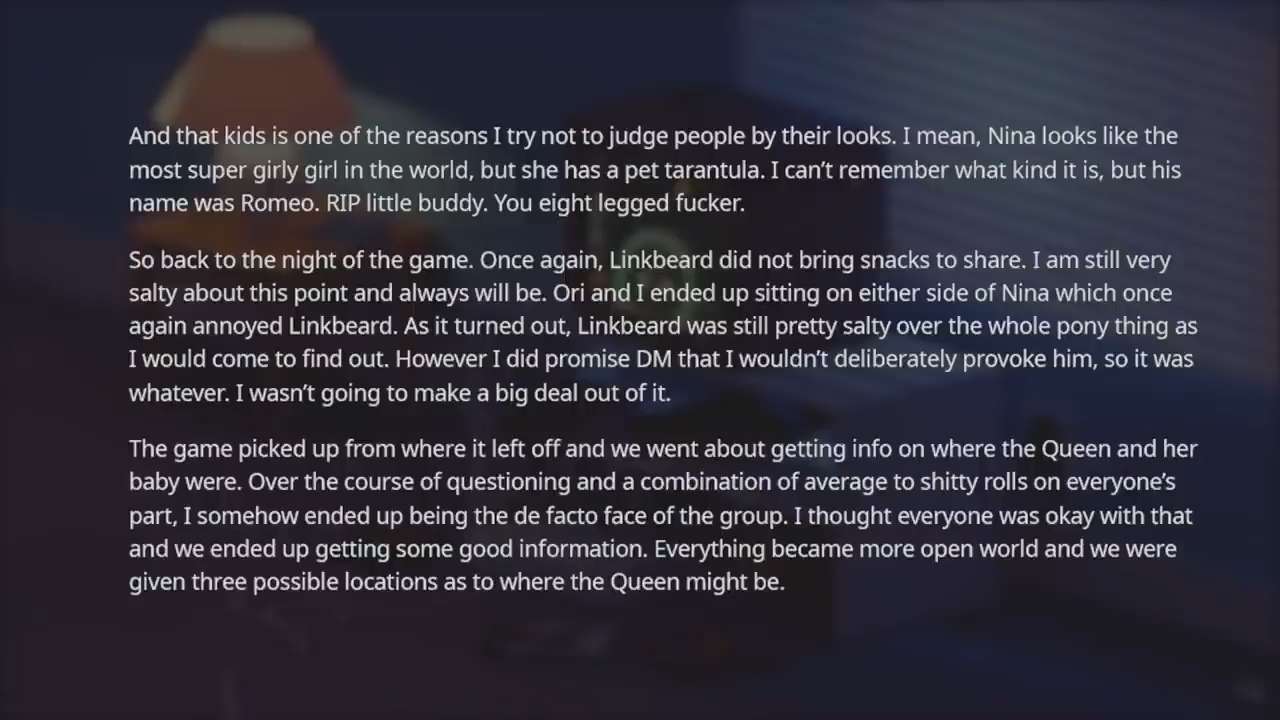 And that kids is one of the reasons I try not to judge people by their looks. I mean, Nina looks like the
most super girly girl in the world, but she has a pet tarantula. I can’t remember what kind it is, but his
name was Romeo. RIP little buddy. You eight legged fucker.
So back to the night of the game. Once again, Linkbeard did not bring snacks to share. I am still very
salty about this point and always will be. Ori and I ended up sitting on either side of Nina which once
again annoyed Linkbeard. As it turned out, Linkbeard was still pretty salty over the whole pony thing as
I would come to find out. However I did promise DM that I wouldn’t deliberately provoke him, so it was
whatever. I wasn’t going to make a big deal out of it.
The game picked up from where it left off and we went about getting info on where the Queen and her
baby were. Over the course of questioning and a combination of average to shitty rolls on everyone’s
part, I somehow ended up being the de facto face of the group. I thought everyone was okay with that
and we ended up getting some good information. Everything became more open world and we were
given three possible locations as to where the Queen might be.